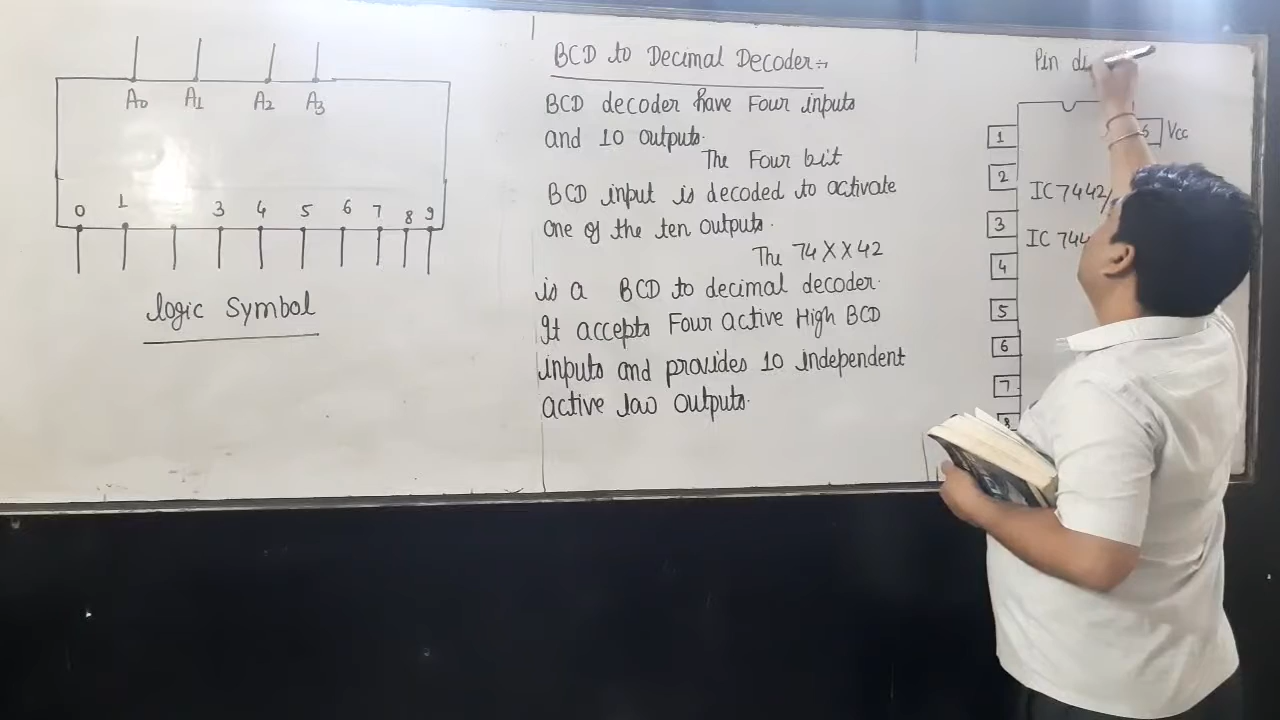 A0 A1 A2 A3
0 1 3 4 5 6 7 8 9
logic Symbol
BCD to Decimal Decoder:-
BCD decoder have Four inputs
and 10 outputs.
The Four bit
BCD input is decoded to activate
one of the ten outputs.
The 74XX42
is a BCD to decimal decoder.
It accepts Four active High BCD
inputs and provides 10 independent
active law outputs.
Pin di
1
2
3
4
5
6
7
8
Vcc
IC 7442/
IC 744